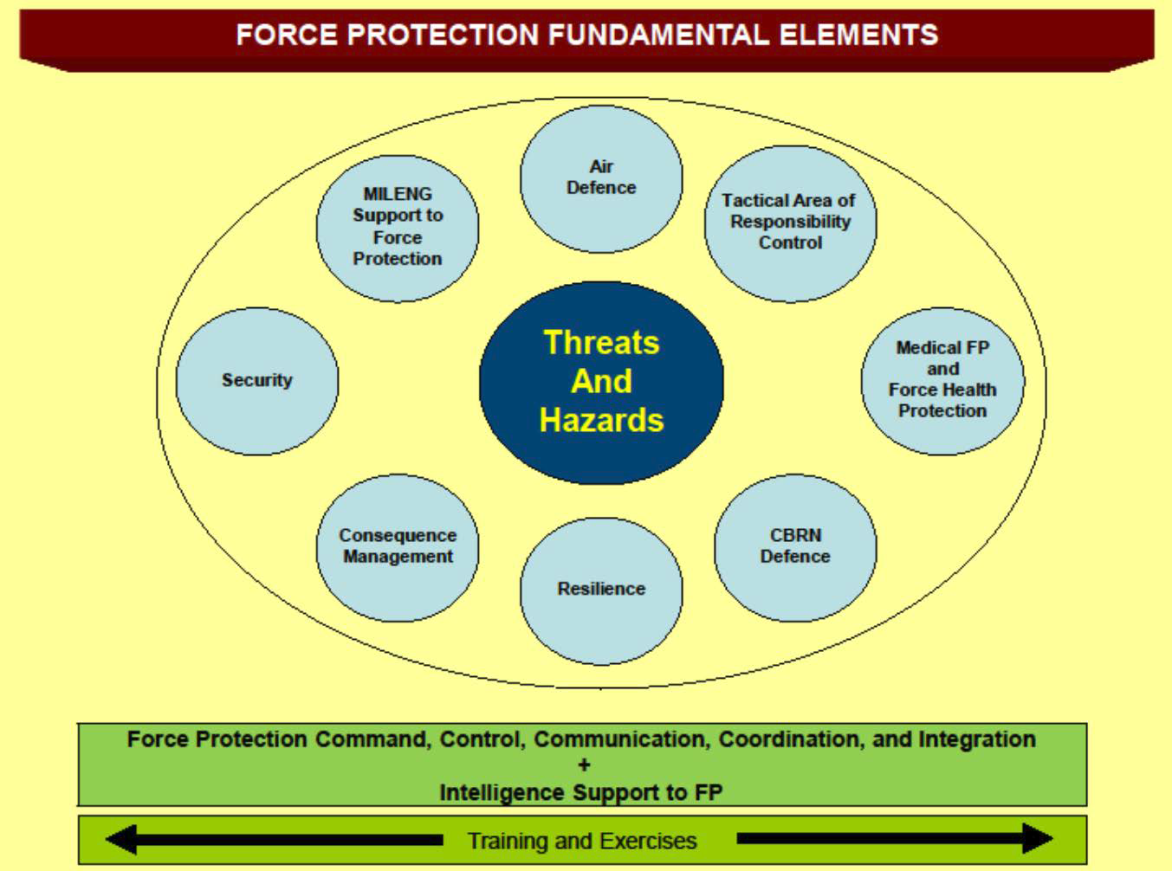 FORCE PROTECTION FUNDAMENTAL ELEMENTS
Air
Defence
MILENG
Support to
Force
Protection
Tactical Area of
Responsibility
Control
Threats
And
Hazards
Security
Medical FP
and
Force Health
Protection
Consequence
Management
Resilience
CBRN
Defence
Force Protection Command, Control, Communication, Coordination, and Integration
+
Intelligence Support to FP
Training and Exercises